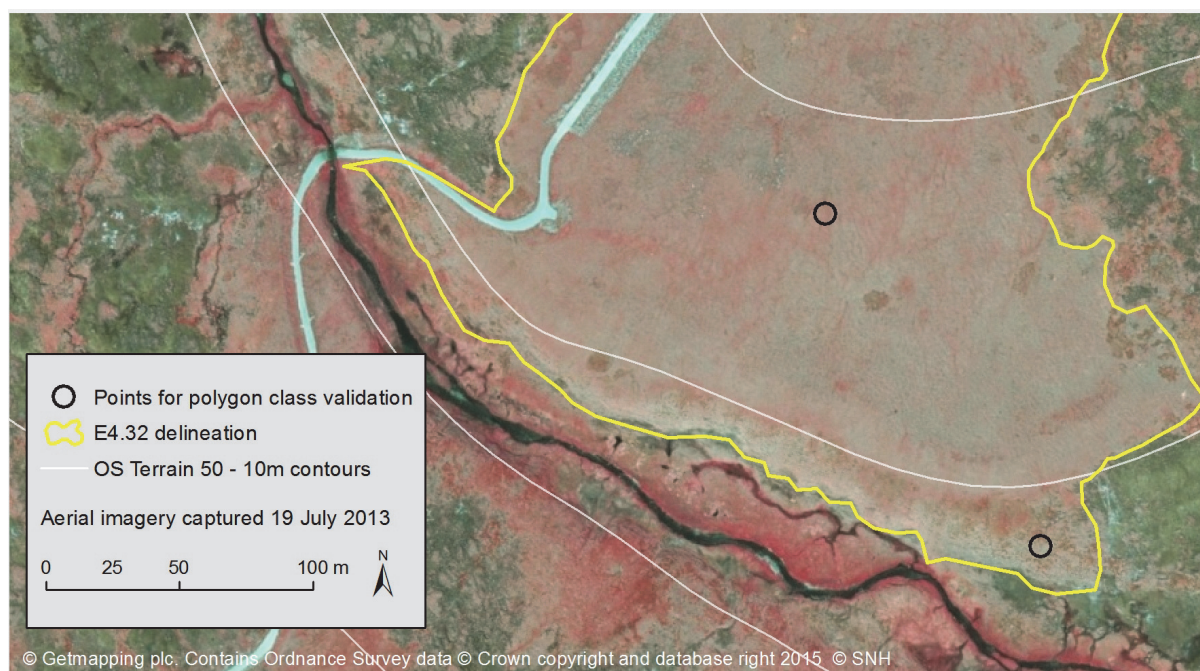 Points for polygon class validation
E4.32 delineation
OS Terrain 50 - 10m contours
Aerial imagery captured 19 July 2013
0 25 50 100 m
N
© Getmapping plc. Contains Ordnance Survey data © Crown copyright and database right 2015 © SNH